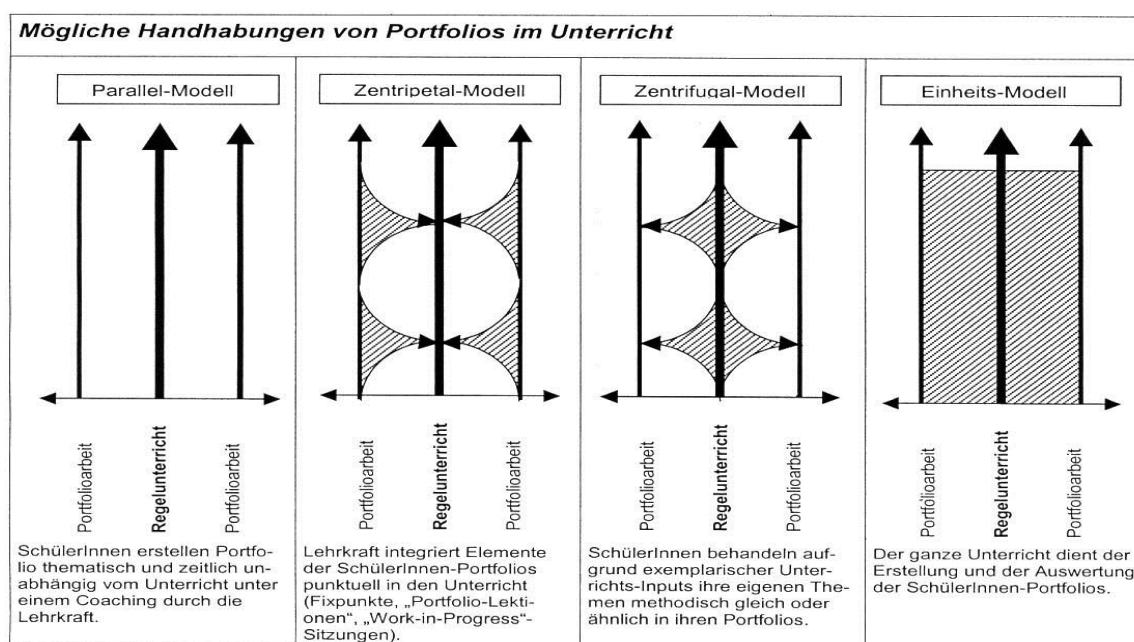 Mögliche Handhabungen von Portfolios im Unterricht
Parallel-Modell
Portfolioarbeit
Regelunterricht
Portfolioarbeit
SchülerInnen erstellen Portfo-
lio thematisch und zeitlich un-
abhängig vom Unterricht unter
einem Coaching durch die
Lehrkraft.
Zentripetal-Modell
Portfolioarbeit
Regelunterricht
Portfolioarbeit
Lehrkraft integriert Elemente
der SchülerInnen-Portfolios
punktuell in den Unterricht
(Fixpunkte, „Portfolio-Lekti-
onen“, „Work-in-Progress“-
Sitzungen).
Zentrifugal-Modell
Portfolioarbeit
Regelunterricht
Portfolioarbeit
SchülerInnen behandeln auf-
grund exemplarischer Unter-
richts-Inputs ihre eigenen The-
men methodisch gleich oder
ähnlich in ihren Portfolios.
Einheits-Modell
Portfolioarbeit
Regelunterricht
Portfolioarbeit
Der ganze Unterricht dient der
Erstellung und der Auswertung
der SchülerInnen-Portfolios.